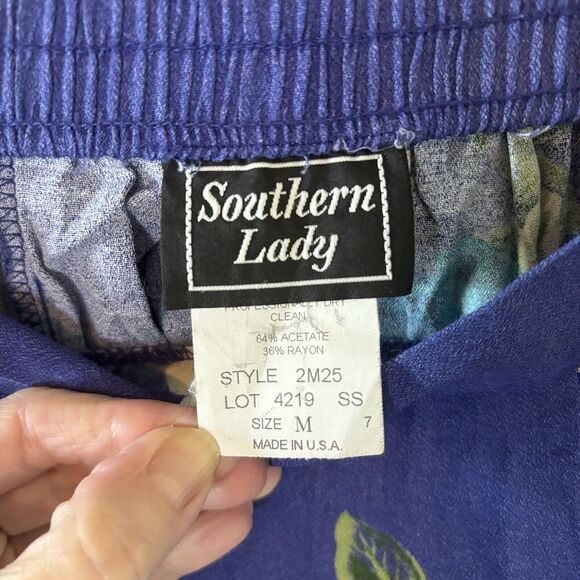 Southern
Lady
PROFESSIONALLY DRY
CLEAN
64% ACETATE
36% RAYON
STYLE 2M25
LOT 4219 SS
SIZE M 7
MADE IN U.S.A.